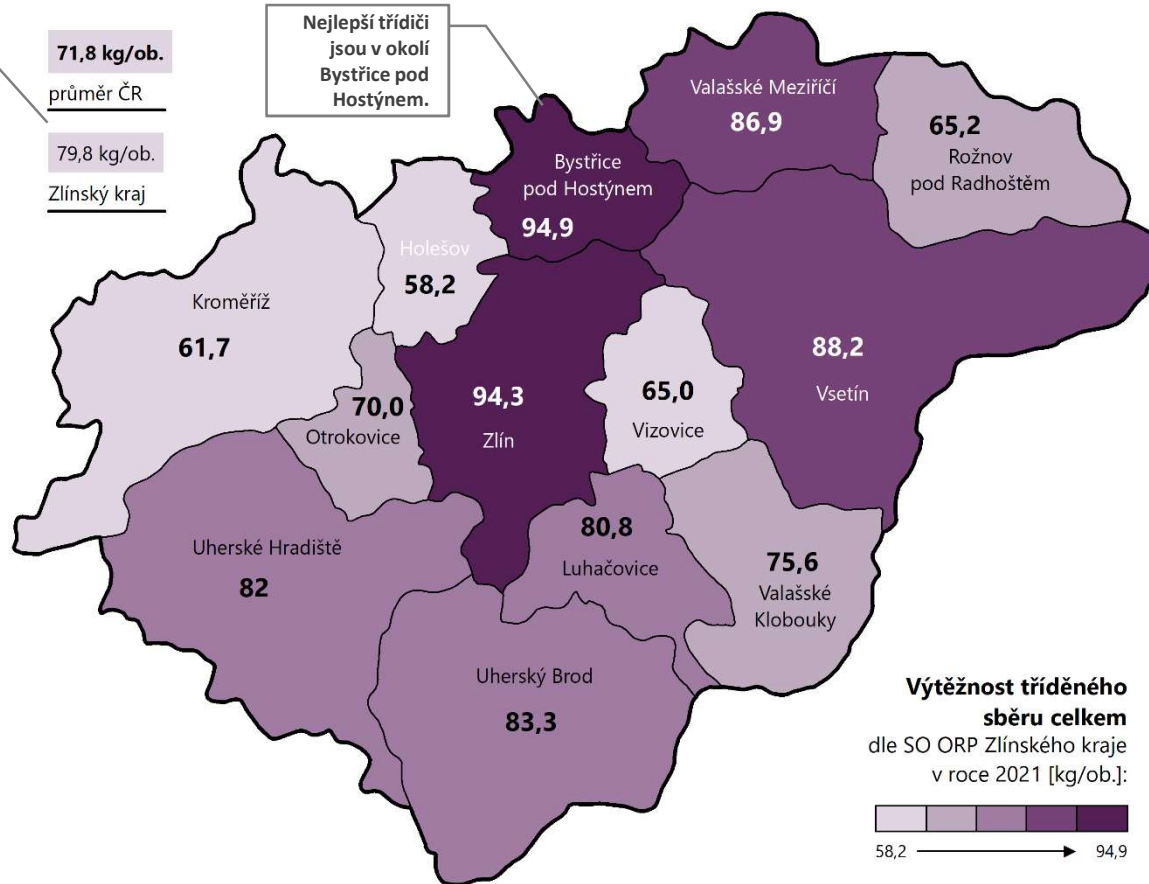 71,8 kg/ob.
průměr ČR
79,8 kg/ob.
Zlínský kraj
Nejlepší třídiči
jsou v okolí
Bystřice pod
Hostýnem.
Valašské Meziříčí
86,9
65,2
Rožnov
pod Radhoštěm
Bystřice
pod Hostýnem
94,9
Holešov
58,2
Kroměříž
61,7
88,2
Vsetín
94,3
Zlín
65,0
Vizovice
70,0
Otrokovice
Uherské Hradiště
82
80,8
Luhačovice
75,6
Valašské
Klobouky
Uherský Brod
83,3
Výtěžnost tříděného
sběru celkem
dle SO ORP Zlínského kraje
v roce 2021 [kg/ob.]:
58,2 94,9